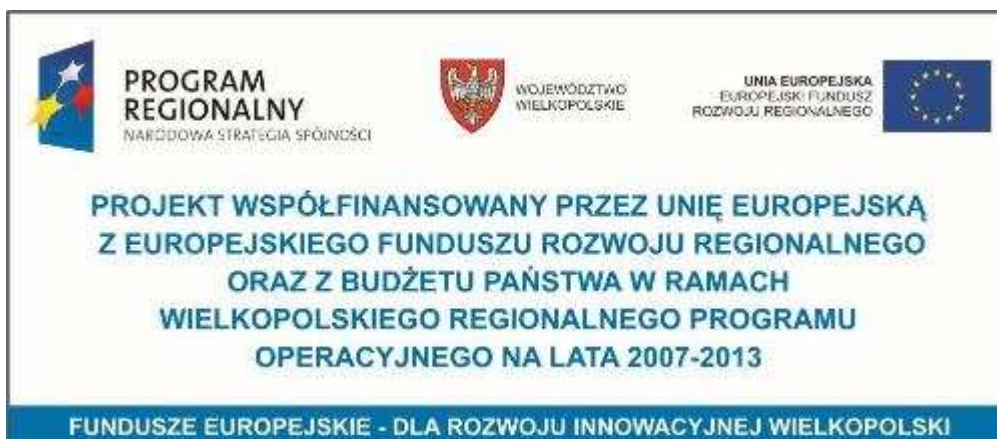 PROGRAM
REGIONALNY
NARODOWA STRATEGIA SPÓJNOŚCI
WOJEWÓDZTWO
WIELKOPOLSKIE
UNIA EUROPEJSKA
EUROPEJSKI FUNDUSZ
ROZWOJU REGIONALNEGO
PROJEKT WSPÓŁFINANSOWANY PRZEZ UNIĘ EUROPEJSKĄ
Z EUROPEJSKIEGO FUNDUSZU ROZWOJU REGIONALNEGO
ORAZ Z BUDŻETU PAŃSTWA W RAMACH
WIELKOPOLSKIEGO REGIONALNEGO PROGRAMU
OPERACYJNEGO NA LATA 2007-2013
FUNDUSZE EUROPEJSKIE - DLA ROZWOJU INNOWACYJNEJ WIELKOPOLSKI